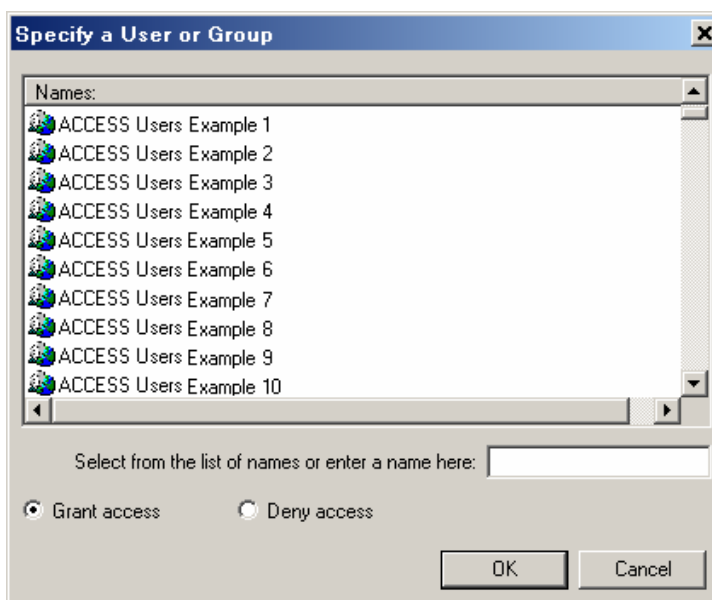 Specify a User or Group
Names:
ACCESS Users Example 1
ACCESS Users Example 2
ACCESS Users Example 3
ACCESS Users Example 4
ACCESS Users Example 5
ACCESS Users Example 6
ACCESS Users Example 7
ACCESS Users Example 8
ACCESS Users Example 9
ACCESS Users Example 10
Select from the list of names or enter a name here:
Grant access Deny access
OK Cancel